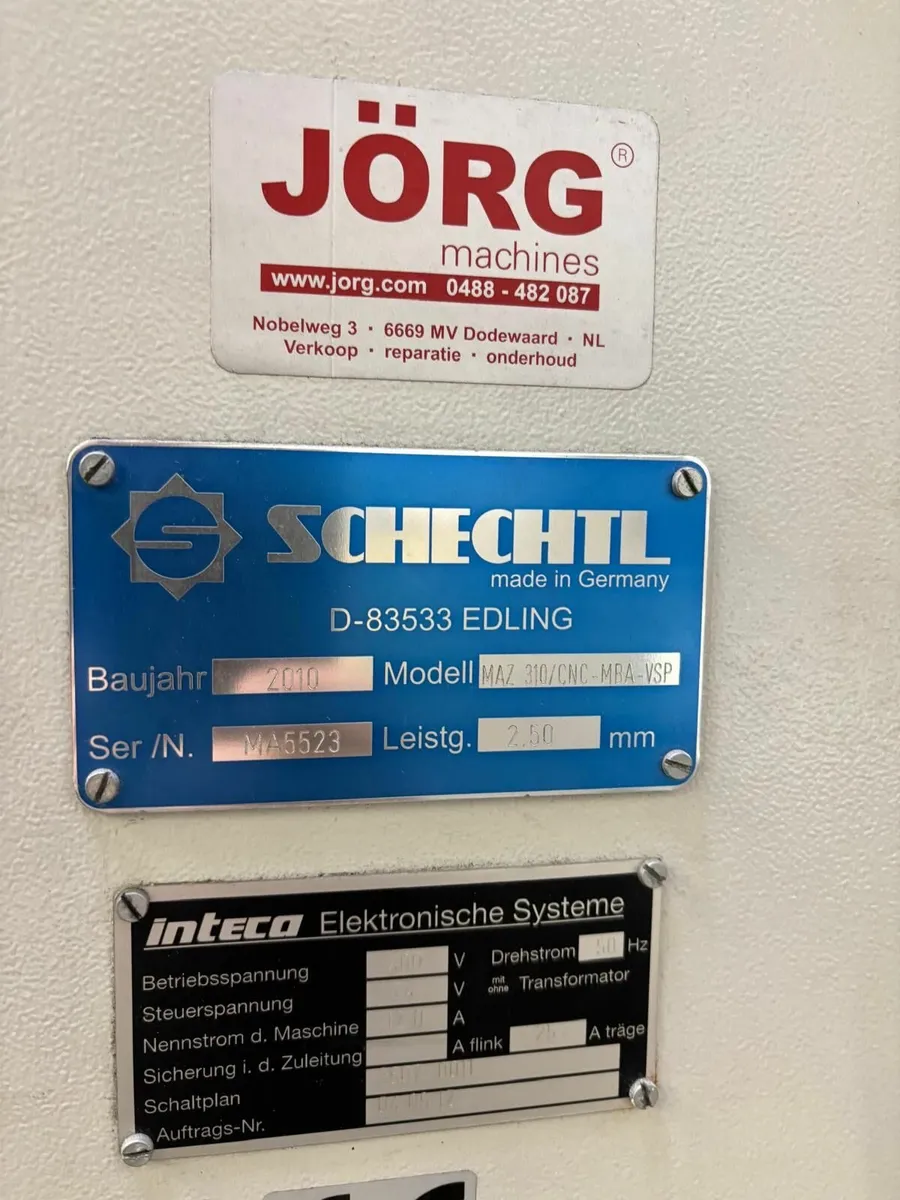 JÖRG ®
machines
www.jorg.com 0488 - 482 087
Nobelweg 3 · 6669 MV Dodewaard · NL
Verkoop · reparatie · onderhoud
S SCHECHTL
made in Germany
D-83533 EDLING
Baujahr 2010 Modell MAZ 310/CNC-MBA-VSP
Ser /N. MA5523 Leistg. 2,50 mm
inteca Elektronische Systeme
Betriebsspannung V Drehstrom 50 Hz
Steuerspannung V mit ohne Transformator
Nennstrom d. Maschine A
Sicherung i. d. Zuleitung A flink 25 A träge
Schaltplan
Auftrags-Nr.